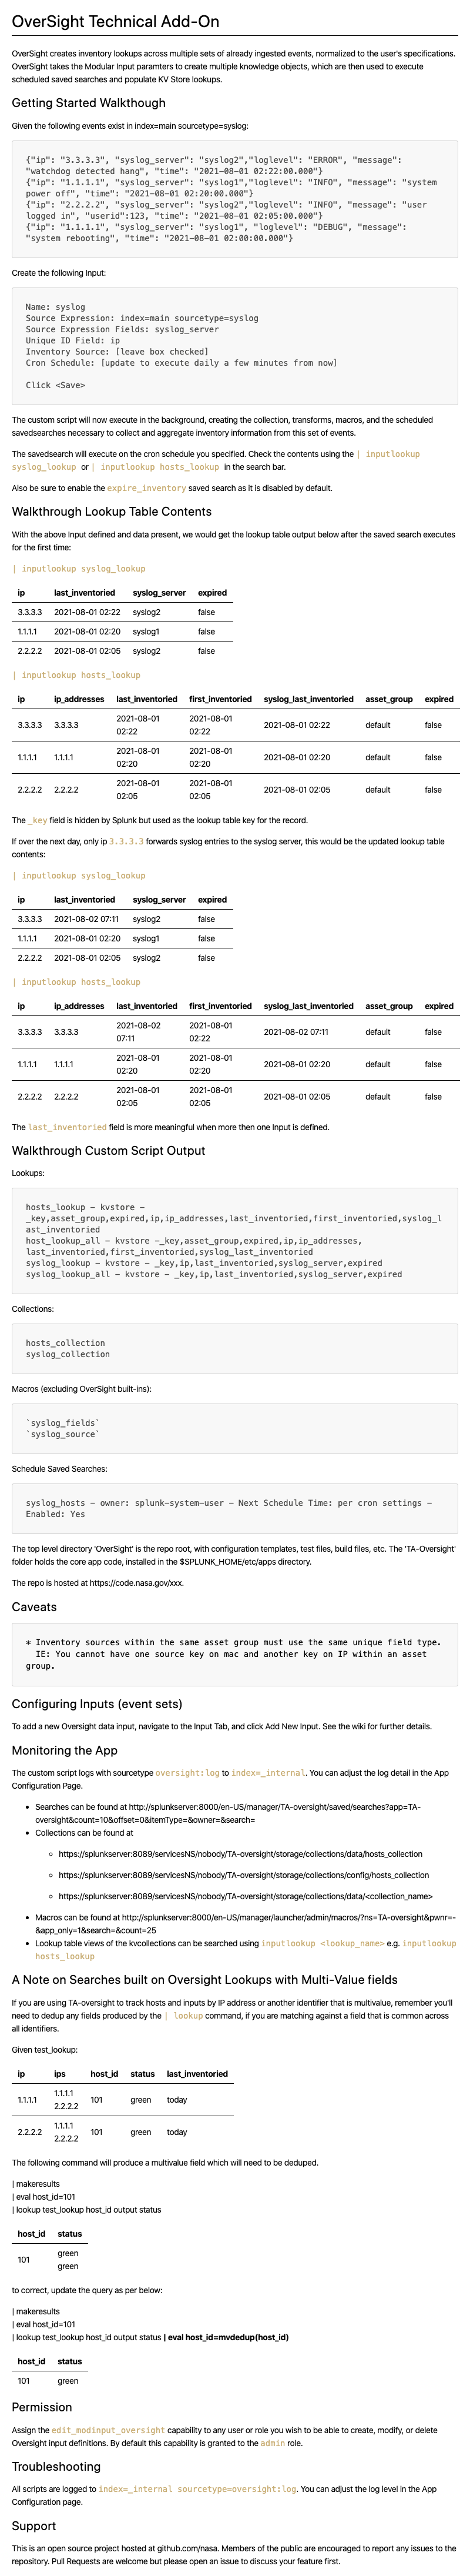 OverSight Technical Add-On
OverSight creates inventory lookups across multiple sets of already ingested events, normalized to the user's specifications.
OverSight takes the Modular Input paramters to create multiple knowledge objects, which are then used to execute
scheduled saved searches and populate KV Store lookups.
Getting Started Walkthough
Given the following events exist in index=main sourcetype=syslog:
{"ip": "3.3.3.3", "syslog_server": "syslog2","loglevel": "ERROR", "message":
"watchdog detected hang", "time": "2021-08-01 02:22:00.000"}
{"ip": "1.1.1.1", "syslog_server": "syslog1","loglevel": "INFO", "message": "system
power off", "time": "2021-08-01 02:20:00.000"}
{"ip": "2.2.2.2", "syslog_server": "syslog2","loglevel": "INFO", "message": "user
logged in", "userid":123, "time": "2021-08-01 02:05:00.000"}
{"ip": "1.1.1.1", "syslog_server": "syslog1", "loglevel": "DEBUG", "message":
"system rebooting", "time": "2021-08-01 02:00:00.000"}
Create the following Input:
Name: syslog
Source Expression: index=main sourcetype=syslog
Source Expression Fields: syslog_server
Unique ID Field: ip
Inventory Source: [leave box checked]
Cron Schedule: [update to execute daily a few minutes from now]
Click <Save>
The custom script will now execute in the background, creating the collection, transforms, macros, and the scheduled
savedsearches necessary to collect and aggregate inventory information from this set of events.
The savedsearch will execute on the cron schedule you specified. Check the contents using the | inputlookup
syslog_lookup or | inputlookup hosts_lookup in the search bar.
Also be sure to enable the expire_inventory saved search as it is disabled by default.
Walkthrough Lookup Table Contents
With the above Input defined and data present, we would get the lookup table output below after the saved search executes
for the first time:
| inputlookup syslog_lookup
ip last_inventoried syslog_server expired
3.3.3.3 2021-08-01 02:22 syslog2 false
1.1.1.1 2021-08-01 02:20 syslog1 false
2.2.2.2 2021-08-01 02:05 syslog2 false
| inputlookup hosts_lookup
ip ip_addresses last_inventoried first_inventoried syslog_last_inventoried asset_group expired
3.3.3.3 3.3.3.3 2021-08-01 02:22 2021-08-01 02:22 2021-08-01 02:22 default false
1.1.1.1 1.1.1.1 2021-08-01 02:20 2021-08-01 02:20 2021-08-01 02:20 default false
2.2.2.2 2.2.2.2 2021-08-01 02:05 2021-08-01 02:05 2021-08-01 02:05 default false
The _key field is hidden by Splunk but used as the lookup table key for the record.
If over the next day, only ip 3.3.3.3 forwards syslog entries to the syslog server, this would be the updated lookup table
contents:
| inputlookup syslog_lookup
ip last_inventoried syslog_server expired
3.3.3.3 2021-08-02 07:11 syslog2 false
1.1.1.1 2021-08-01 02:20 syslog1 false
2.2.2.2 2021-08-01 02:05 syslog2 false
| inputlookup hosts_lookup
ip ip_addresses last_inventoried first_inventoried syslog_last_inventoried asset_group expired
3.3.3.3 3.3.3.3 2021-08-02 07:11 2021-08-01 02:22 2021-08-02 07:11 default false
1.1.1.1 1.1.1.1 2021-08-01 02:20 2021-08-01 02:20 2021-08-01 02:20 default false
2.2.2.2 2.2.2.2 2021-08-01 02:05 2021-08-01 02:05 2021-08-01 02:05 default false
The last_inventoried field is more meaningful when more then one Input is defined.
Walkthrough Custom Script Output
Lookups:
hosts_lookup - kvstore -
_key,asset_group,expired,ip,ip_addresses,last_inventoried,first_inventoried,syslog_l
ast_inventoried
host_lookup_all - kvstore -_key,asset_group,expired,ip,ip_addresses,
last_inventoried,first_inventoried,syslog_last_inventoried
syslog_lookup - kvstore - _key,ip,last_inventoried,syslog_server,expired
syslog_lookup_all - kvstore - _key,ip,last_inventoried,syslog_server,expired
Collections:
hosts_collection
syslog_collection
Macros (excluding OverSight built-ins):
`syslog_fields`
`syslog_source`
Schedule Saved Searches:
syslog_hosts - owner: splunk-system-user - Next Schedule Time: per cron settings -
Enabled: Yes
The top level directory 'OverSight' is the repo root, with configuration templates, test files, build files, etc. The 'TA-Oversight'
folder holds the core app code, installed in the $SPLUNK_HOME/etc/apps directory.
The repo is hosted at https://code.nasa.gov/xxx.
Caveats
* Inventory sources within the same asset group must use the same unique field type.
IE: You cannot have one source key on mac and another key on IP within an asset
group.
Configuring Inputs (event sets)
To add a new Oversight data input, navigate to the Input Tab, and click Add New Input. See the wiki for further details.
Monitoring the App
The custom script logs with sourcetype oversight:log to index=_internal. You can adjust the log detail in the App
Configuration Page.
• Searches can be found at http://splunkserver:8000/en-US/manager/TA-oversight/saved/searches?app=TA-
oversight&count=10&offset=0&itemType=&owner=&search=
• Collections can be found at
◦ https://splunkserver:8089/servicesNS/nobody/TA-oversight/storage/collections/data/hosts_collection
◦ https://splunkserver:8089/servicesNS/nobody/TA-oversight/storage/collections/config/hosts_collection
◦ https://splunkserver:8089/servicesNS/nobody/TA-oversight/storage/collections/data/<collection_name>
• Macros can be found at http://splunkserver:8000/en-US/manager/launcher/admin/macros/?ns=TA-oversight&pwnr=-
&app_only=1&search=&count=25
• Lookup table views of the kvcollections can be searched using inputlookup <lookup_name> e.g. inputlookup
hosts_lookup
A Note on Searches built on Oversight Lookups with Multi-Value fields
If you are using TA-oversight to track hosts and inputs by IP address or another identifier that is multivalue, remember you'll
need to dedup any fields produced by the | lookup command, if you are matching against a field that is common across
all identifiers.
Given test_lookup:
ip ips host_id status last_inventoried
1.1.1.1 1.1.1.1 2.2.2.2 101 green today
2.2.2.2 1.1.1.1 2.2.2.2 101 green today
The following command will produce a multivalue field which will need to be deduped.
| makeresults
| eval host_id=101
| lookup test_lookup host_id output status
host_id status
101 green green
to correct, update the query as per below:
| makeresults
| eval host_id=101
| lookup test_lookup host_id output status | eval host_id=mvdedup(host_id)
host_id status
101 green
Permission
Assign the edit_modinput_oversight capability to any user or role you wish to be able to create, modify, or delete
Oversight input definitions. By default this capability is granted to the admin role.
Troubleshooting
All scripts are logged to index=_internal sourcetype=oversight:log. You can adjust the log level in the App
Configuration page.
Support
This is an open source project hosted at github.com/nasa. Members of the public are encouraged to report any issues to the
repository. Pull Requests are welcome but please open an issue to discuss your feature first.